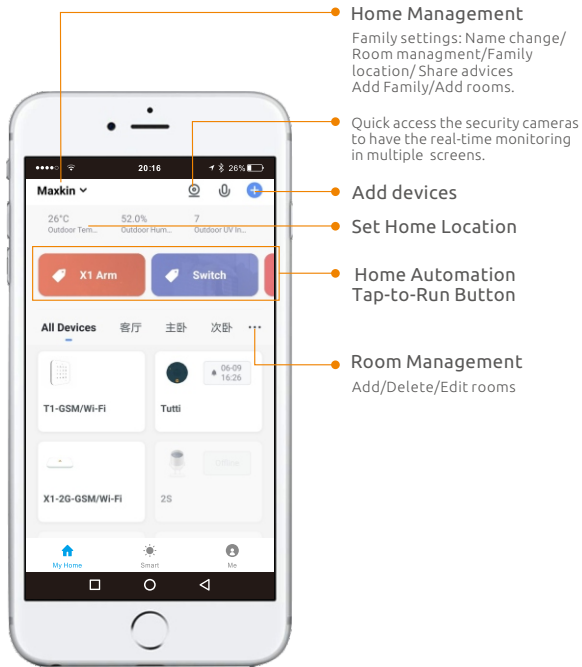 Home Management
Family settings: Name change/
Room managment/Family
location/ Share advices
Add Family/Add rooms.
Quick access the security cameras
to have the real-time monitoring
in multiple screens.
Add devices
Set Home Location
Home Automation
Tap-to-Run Button
Room Management
Add/Delete/Edit rooms
20:16
26%
Maxkin
26°C
52.0%
7
Outdoor Tem...
Outdoor Hum...
Outdoor UV In...
X1 Arm
Switch
All Devices 客厅 主卧 次卧 ···
06-09
16:26
T1-GSM/Wi-Fi
Tutti
Offline
X1-2G-GSM/Wi-Fi
2S
My Home
Smart
Me